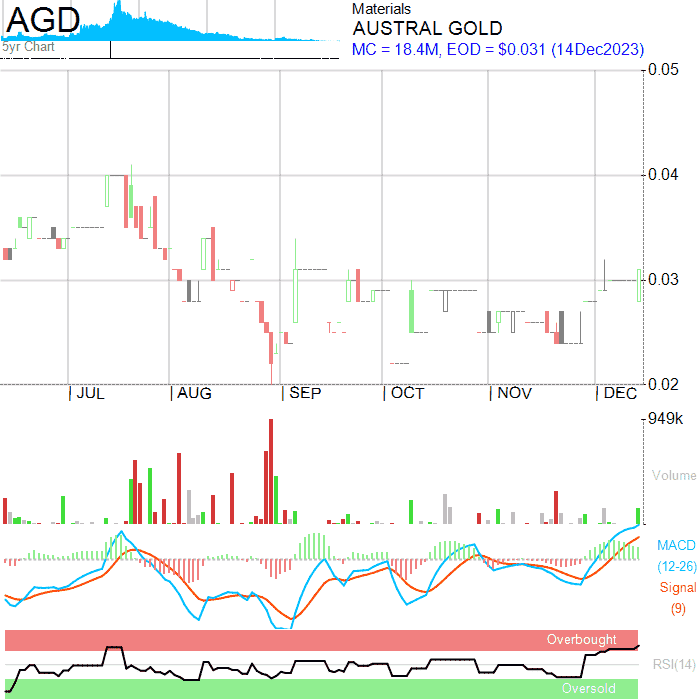 AGD
5yr Chart
Materials
AUSTRAL GOLD
MC = 18.4M, EOD = $0.031 (14Dec2023)
0.05
0.04
0.03
0.02
JUL AUG SEP OCT NOV DEC
949k
Volume
MACD
(12-26)
Signal
(9)
Overbought
RSI(14)
Oversold